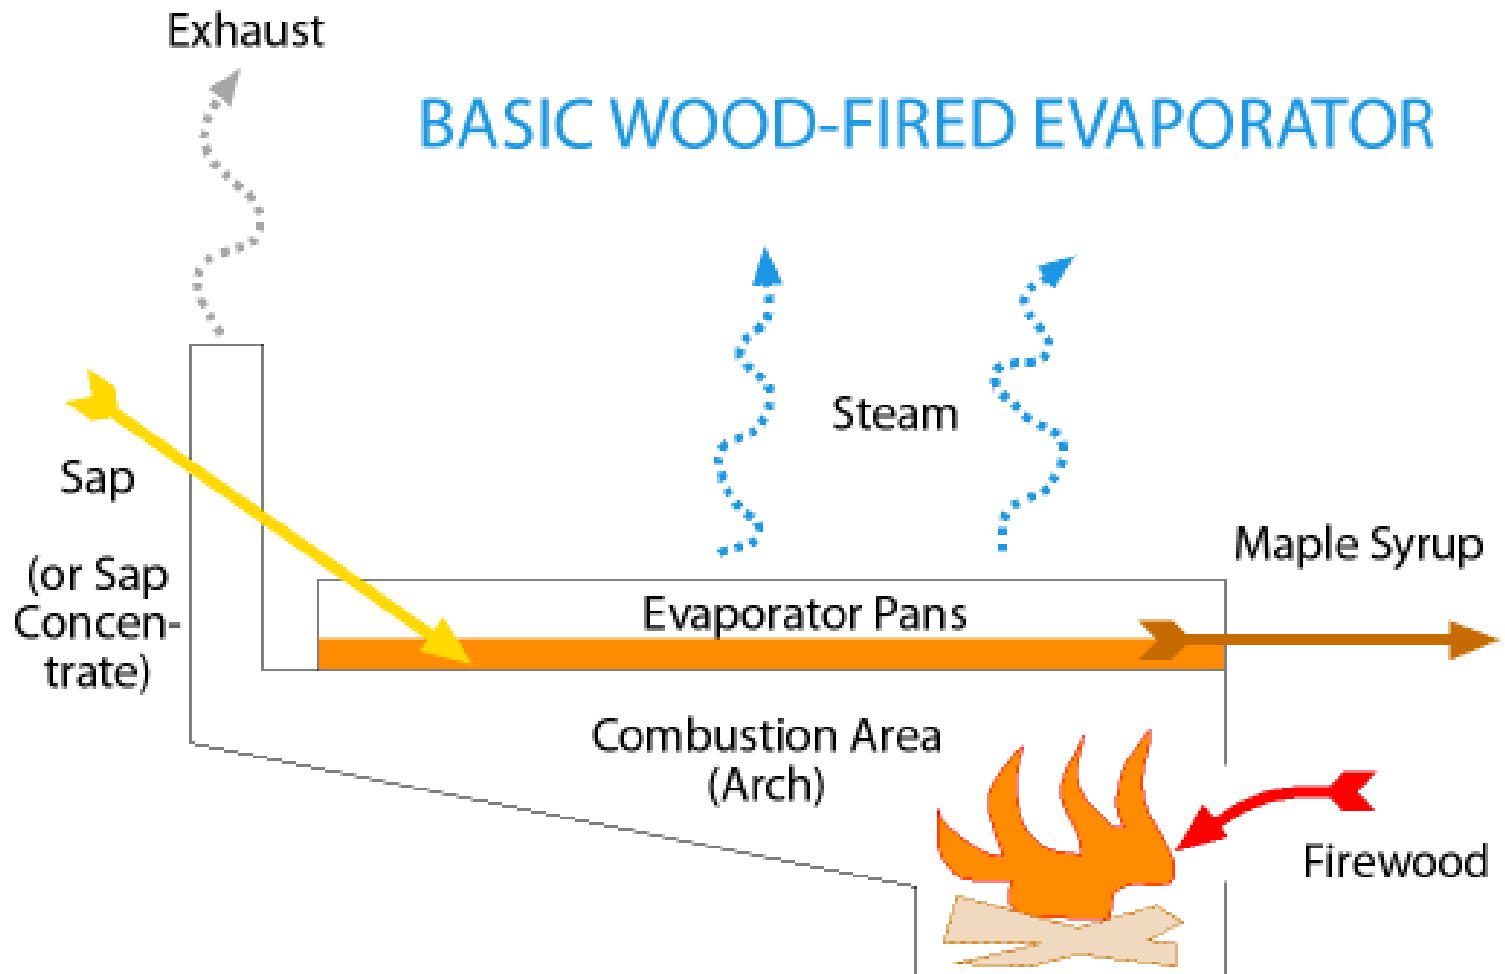 Exhaust
BASIC WOOD-FIRED EVAPORATOR
Steam
Sap
(or Sap
Concen-
trate)
Maple Syrup
Evaporator Pans
Combustion Area
(Arch)
Firewood